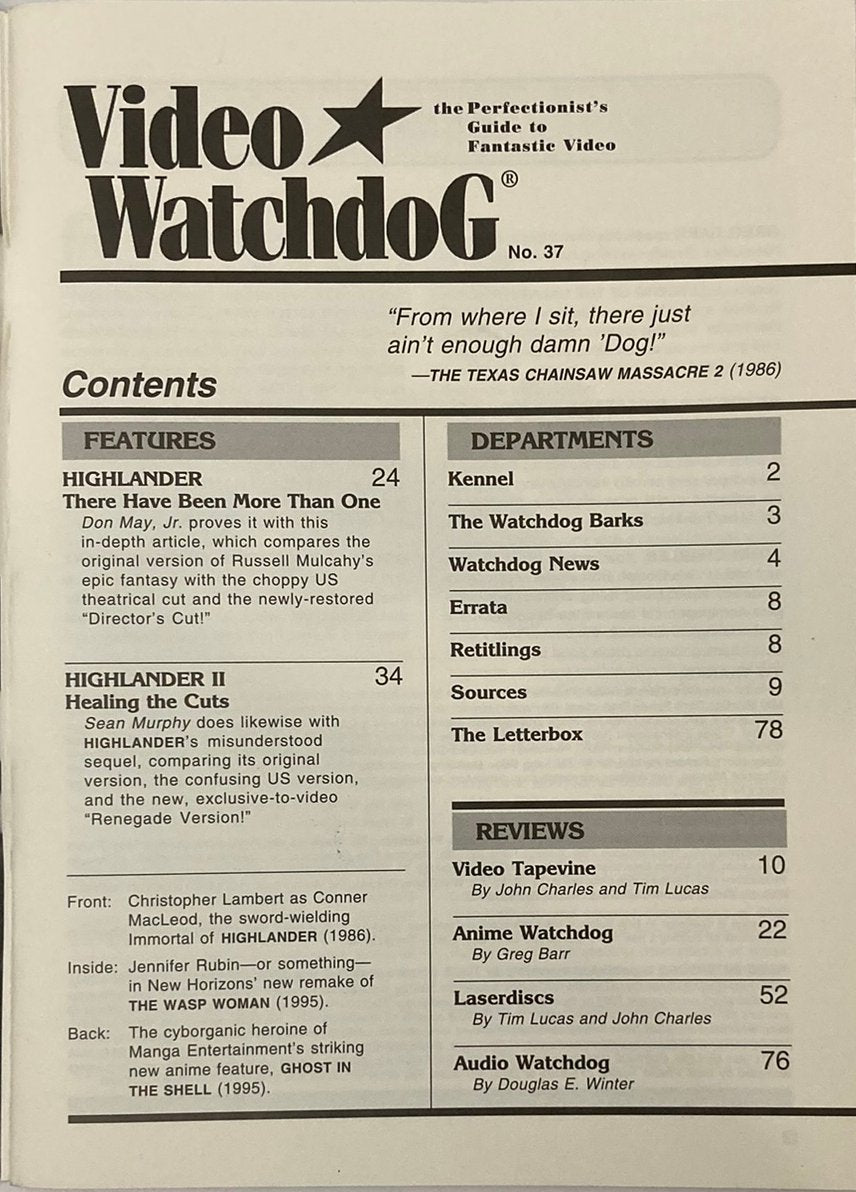 Video ★ WatchdoG®
the Perfectionist's
Guide to
Fantastic Video
No. 37
“From where I sit, there just
ain't enough damn 'Dog!”
—THE TEXAS CHAINSAW MASSACRE 2 (1986)
Contents
FEATURES
HIGHLANDER 24
There Have Been More Than One
Don May, Jr. proves it with this
in-depth article, which compares the
original version of Russell Mulcahy's
epic fantasy with the choppy US
theatrical cut and the newly-restored
“Director's Cut!”
HIGHLANDER II 34
Healing the Cuts
Sean Murphy does likewise with
HIGHLANDER's misunderstood
sequel, comparing its original
version, the confusing US version,
and the new, exclusive-to-video
“Renegade Version!”
Front: Christopher Lambert as Conner
MacLeod, the sword-wielding
Immortal of HIGHLANDER (1986).
Inside: Jennifer Rubin—or something—
in New Horizons' new remake of
THE WASP WOMAN (1995).
Back: The cyborganic heroine of
Manga Entertainment's striking
new anime feature, GHOST IN
THE SHELL (1995).
DEPARTMENTS
Kennel 2
The Watchdog Barks 3
Watchdog News 4
Errata 8
Retitlings 8
Sources 9
The Letterbox 78
REVIEWS
Video Tapevine 10
By John Charles and Tim Lucas
Anime Watchdog 22
By Greg Barr
Laserdiscs 52
By Tim Lucas and John Charles
Audio Watchdog 76
By Douglas E. Winter